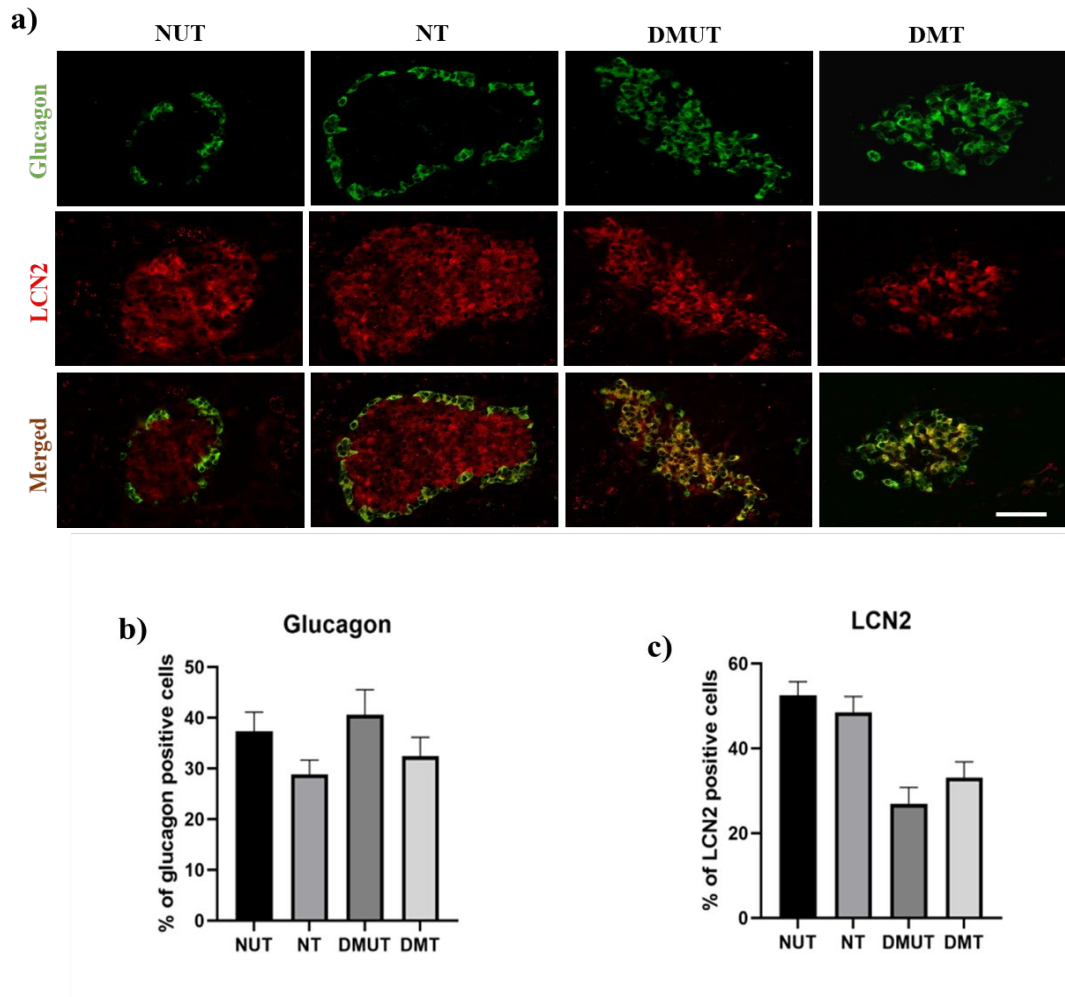 a)
NUT NT DMUT DMT
Glucagon
LCN2
Merged
b)
Glucagon
% of glucagon positive cells
50
40
30
20
10
0
NUT NT DMUT DMT
c)
LCN2
% of LCN2 positive cells
60
40
20
0
NUT NT DMUT DMT